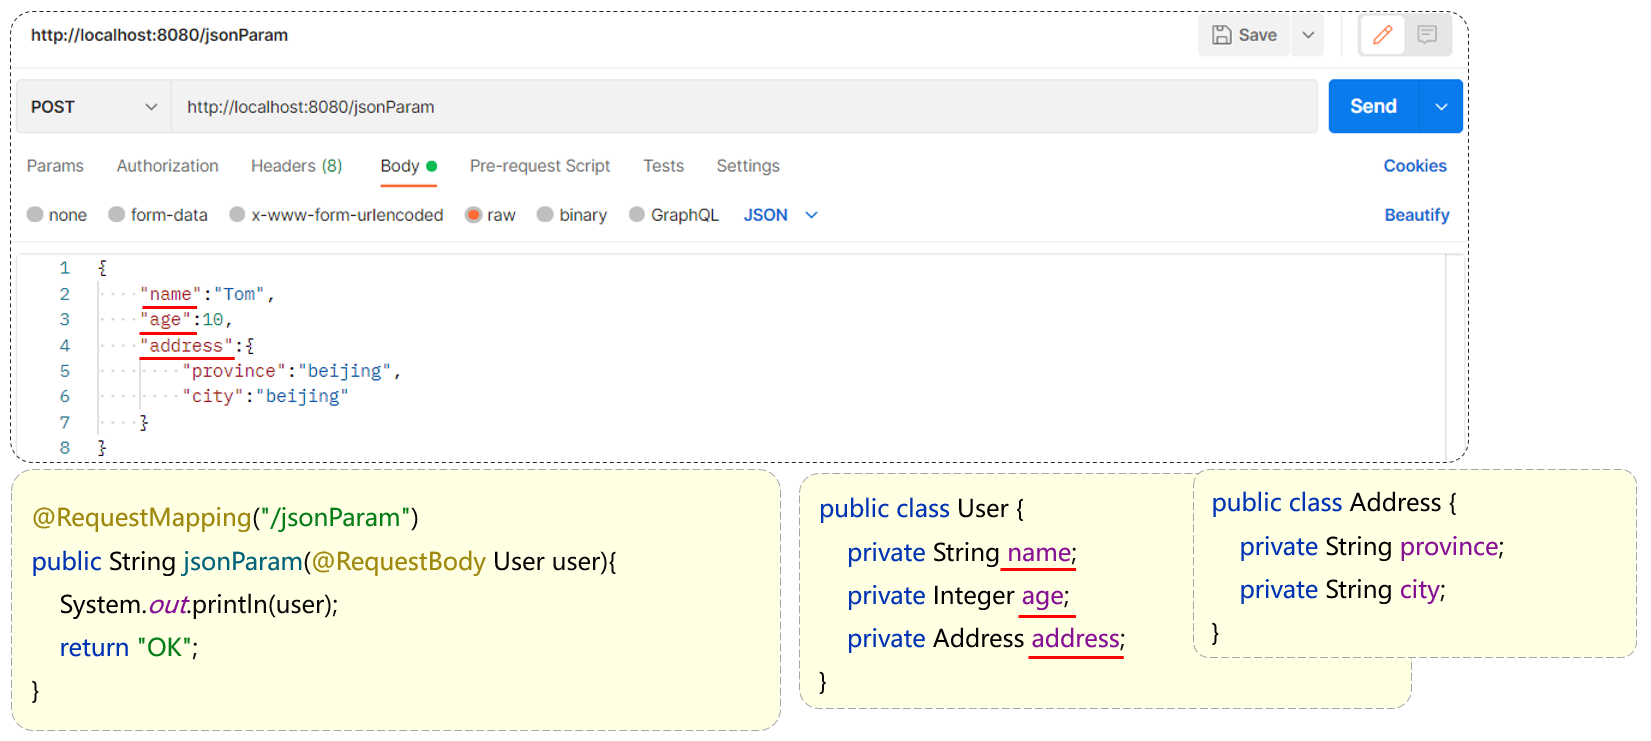 http://localhost:8080/jsonParam
Save
POST
http://localhost:8080/jsonParam
Send
Params Authorization Headers (8) Body Pre-request Script Tests Settings Cookies
none form-data x-www-form-urlencoded raw binary GraphQL JSON Beautify
1 {
2 "name":"Tom",
3 "age":10,
4 "address":{
5 "province":"beijing",
6 "city":"beijing"
7 }
8 }
@RequestMapping("/jsonParam")
public String jsonParam(@RequestBody User user){
System.out.println(user);
return "OK";
}
public class User {
private String name;
private Integer age;
private Address address;
}
public class Address {
private String province;
private String city;
}